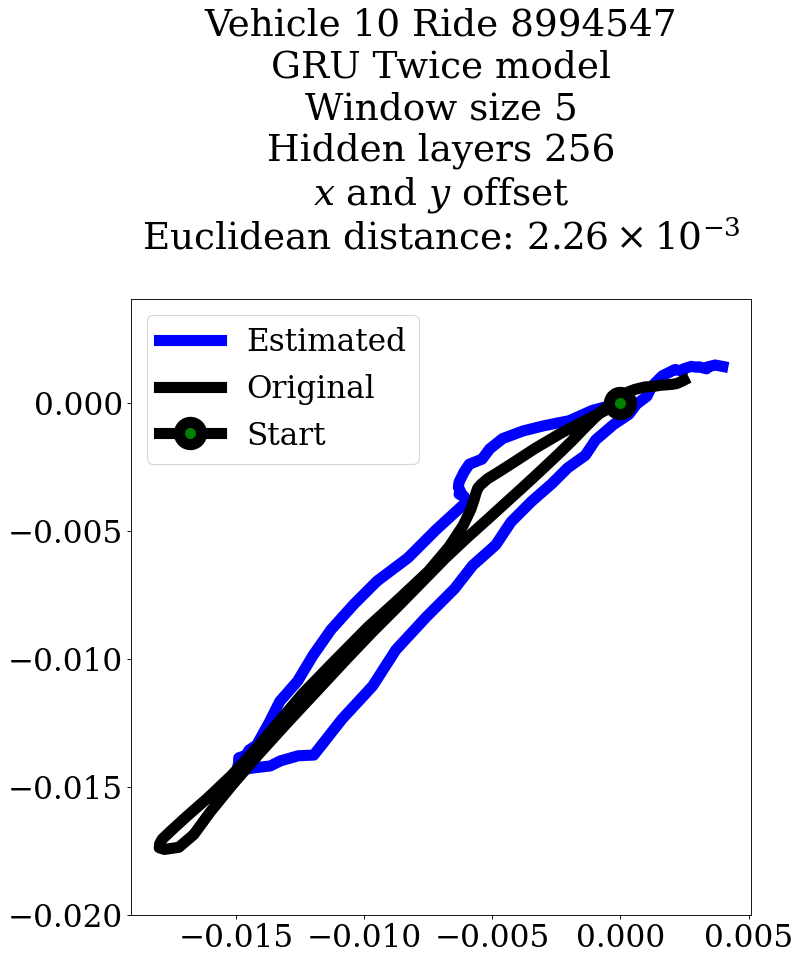 Vehicle 10 Ride 8994547
GRU Twice model
Window size 5
Hidden layers 256
x and y offset
Euclidean distance: 2.26 × 10⁻³
Estimated
Original
Start
0.000
−0.005
−0.010
−0.015
−0.020
−0.015 −0.010 −0.005 0.000 0.005